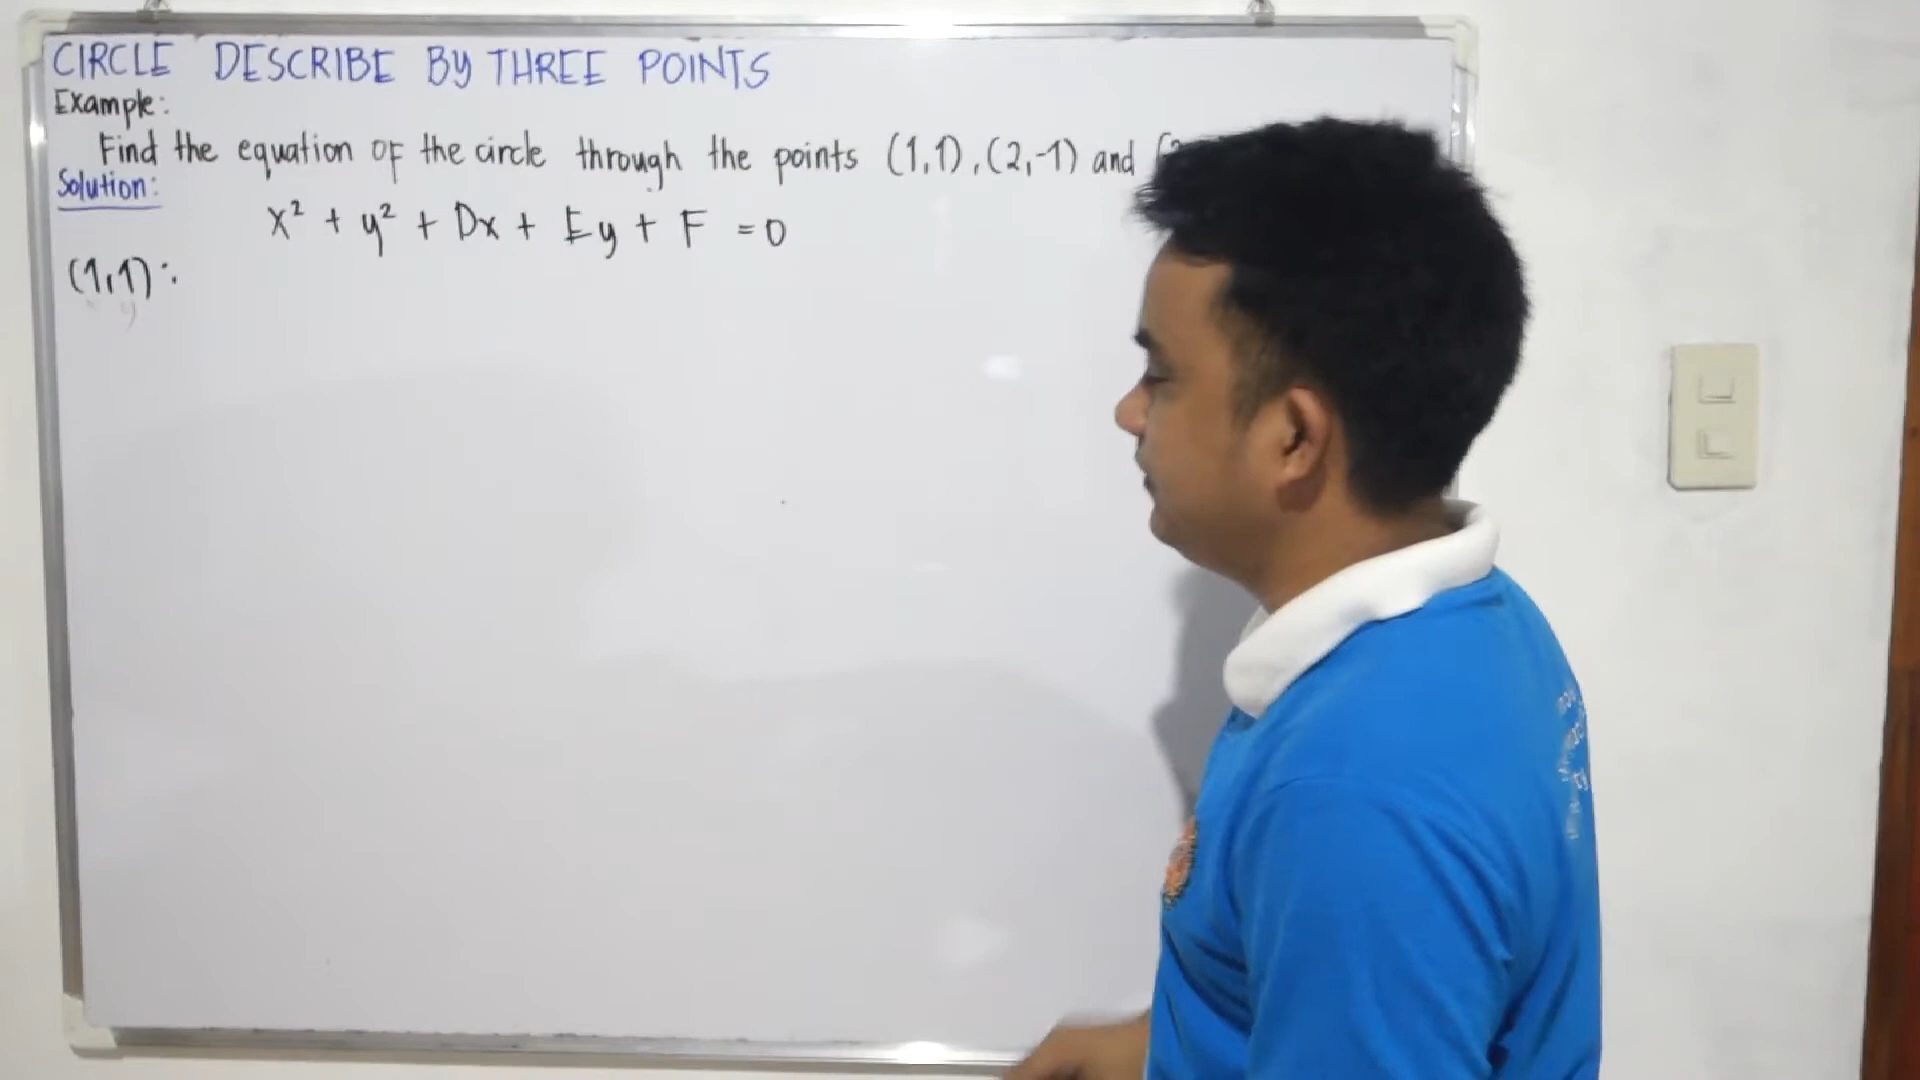 CIRCLE DESCRIBE BY THREE POINTS
Example:
Find the equation of the circle through the points (1,1), (2,-1) and
Solution:
x² + y² + Dx + Ey + F = 0
(1,1):
y